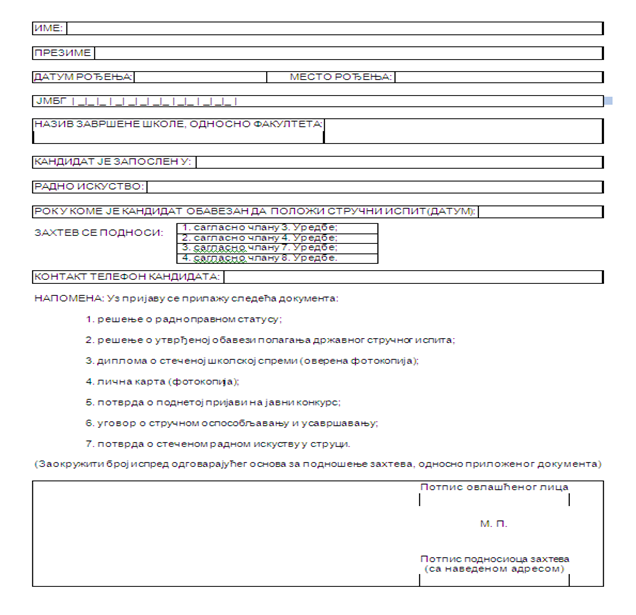 ИМЕ:
ПРЕЗИМЕ
ДАТУМ РОЂЕЊА: МЕСТО РОЂЕЊА:
ЈМБГ |_|_|_|_|_|_|_|_|_|_|_|_|_|
НАЗИВ ЗАВРШЕНЕ ШКОЛЕ, ОДНОСНО ФАКУЛТЕТА:
КАНДИДАТ ЈЕ ЗАПОСЛЕН У:
РАДНО ИСКУСТВО:
РОК У КОМЕ ЈЕ КАНДИДАТ ОБАВЕЗАН ДА ПОЛОЖИ СТРУЧНИ ИСПИТ(ДАТУМ):
ЗАХТЕВ СЕ ПОДНОСИ:
1. сагласно члану 3. Уредбе;
2. сагласно члану 4. Уредбе;
3. сагласно члану 7. Уредбе;
4. сагласно члану 8. Уредбе.
КОНТАКТ ТЕЛЕФОН КАНДИДАТА:
НАПОМЕНА: Уз пријаву се прилажу следећа документа:
1. решење о радноправном статусу;
2. решење о утврђеној обавези полагања државног стручног испита;
3. диплома о стеченој школској спреми (оверена фотокопија);
4. лична карта (фотокопија);
5. потврда о поднетој пријави на јавни конкурс;
6. уговор о стручном оспособљавању и усавршавању;
7. потврда о стеченом радном искуству у струци.
(Заокружити број испред одговарајућег основа за подношење захтева, односно приложеног документа)
Потпис овлашћеног лица
М. П.
Потпис подносиоца захтева
(са наведеном адресом)